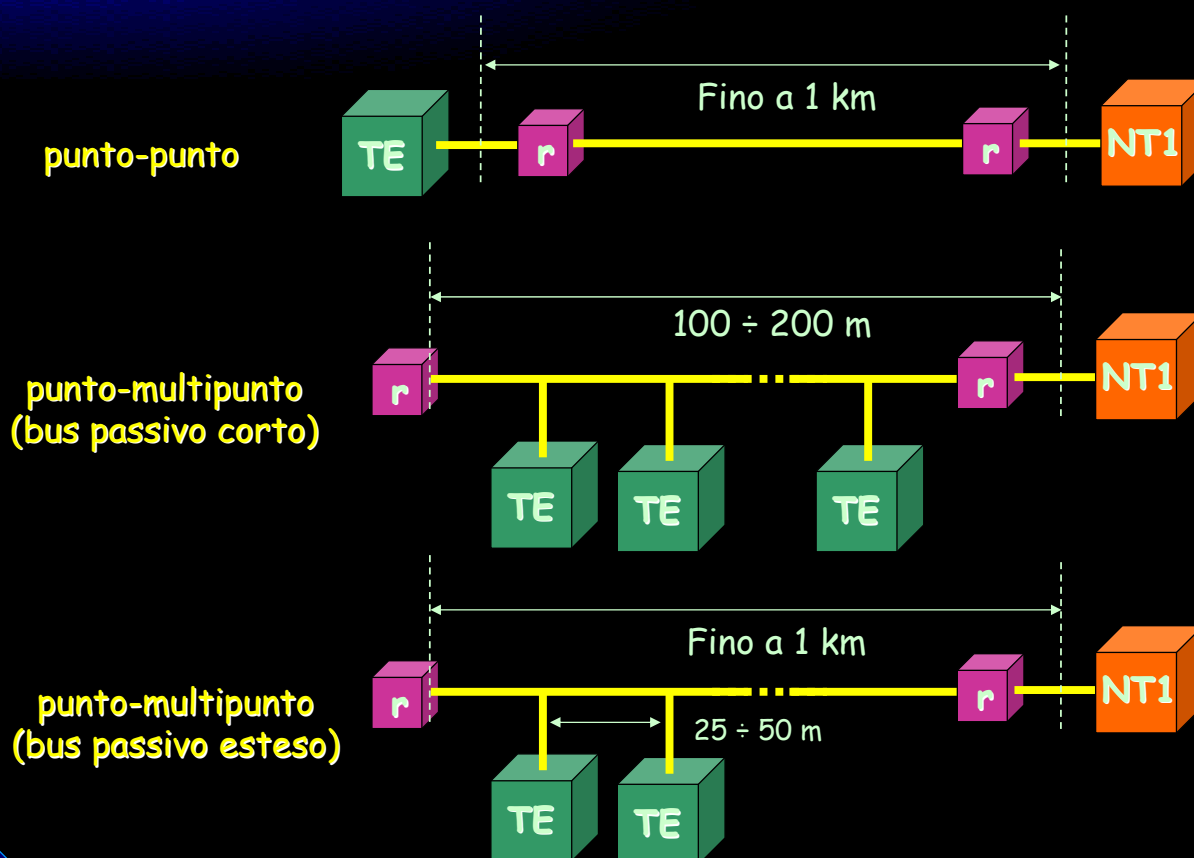 Fino a 1 km
punto-punto
TE
r
r
NT1
100 ÷ 200 m
punto-multipunto
(bus passivo corto)
r
r
NT1
TE
TE
TE
Fino a 1 km
punto-multipunto
(bus passivo esteso)
r
r
NT1
25 ÷ 50 m
TE
TE